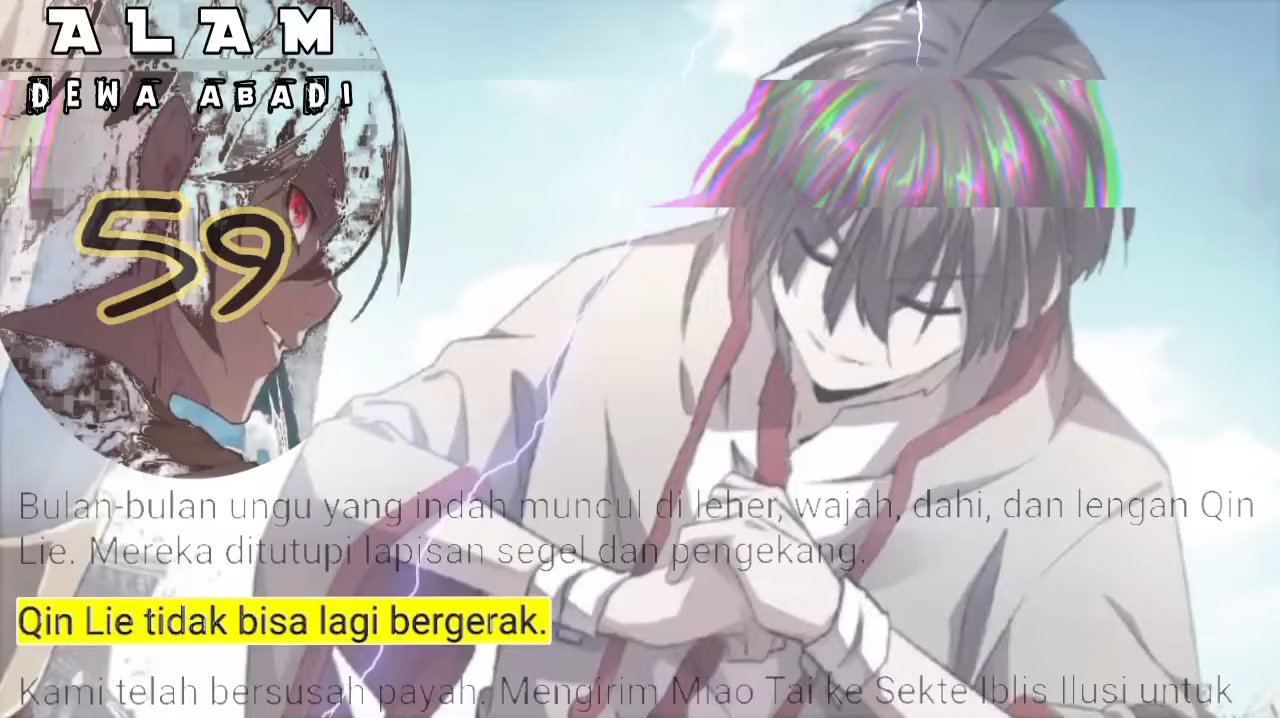 ALAM
DEWA ABADI
59
Bulan-bulan ungu yang indah muncul di leher, wajah, dahi, dan lengan Qin
Lie. Mereka ditutupi lapisan segel dan pengekang.
Qin Lie tidak bisa lagi bergerak.
Kami telah bersusah payah. Mengirim Miao Tai ke Sekte Iblis Ilusi untuk